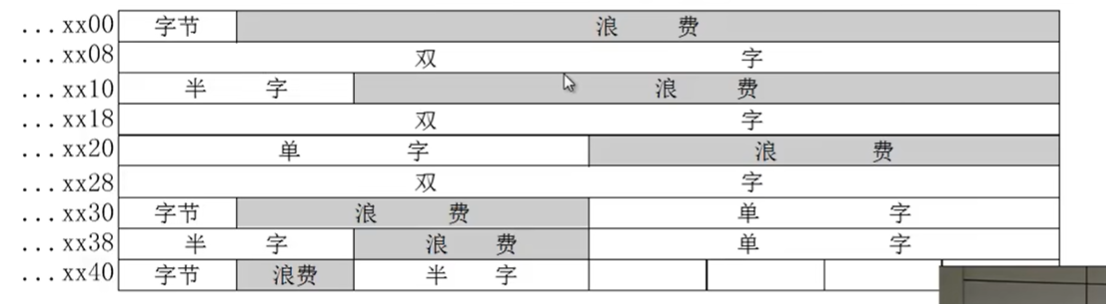 ...xx00 字节 浪 费
...xx08 双 字
...xx10 半 字 浪 费
...xx18 双 字
...xx20 单 字 浪 费
...xx28 双 字
...xx30 字节 浪 费 单 字
...xx38 半 字 浪 费 单 字
...xx40 字节 浪费 半 字